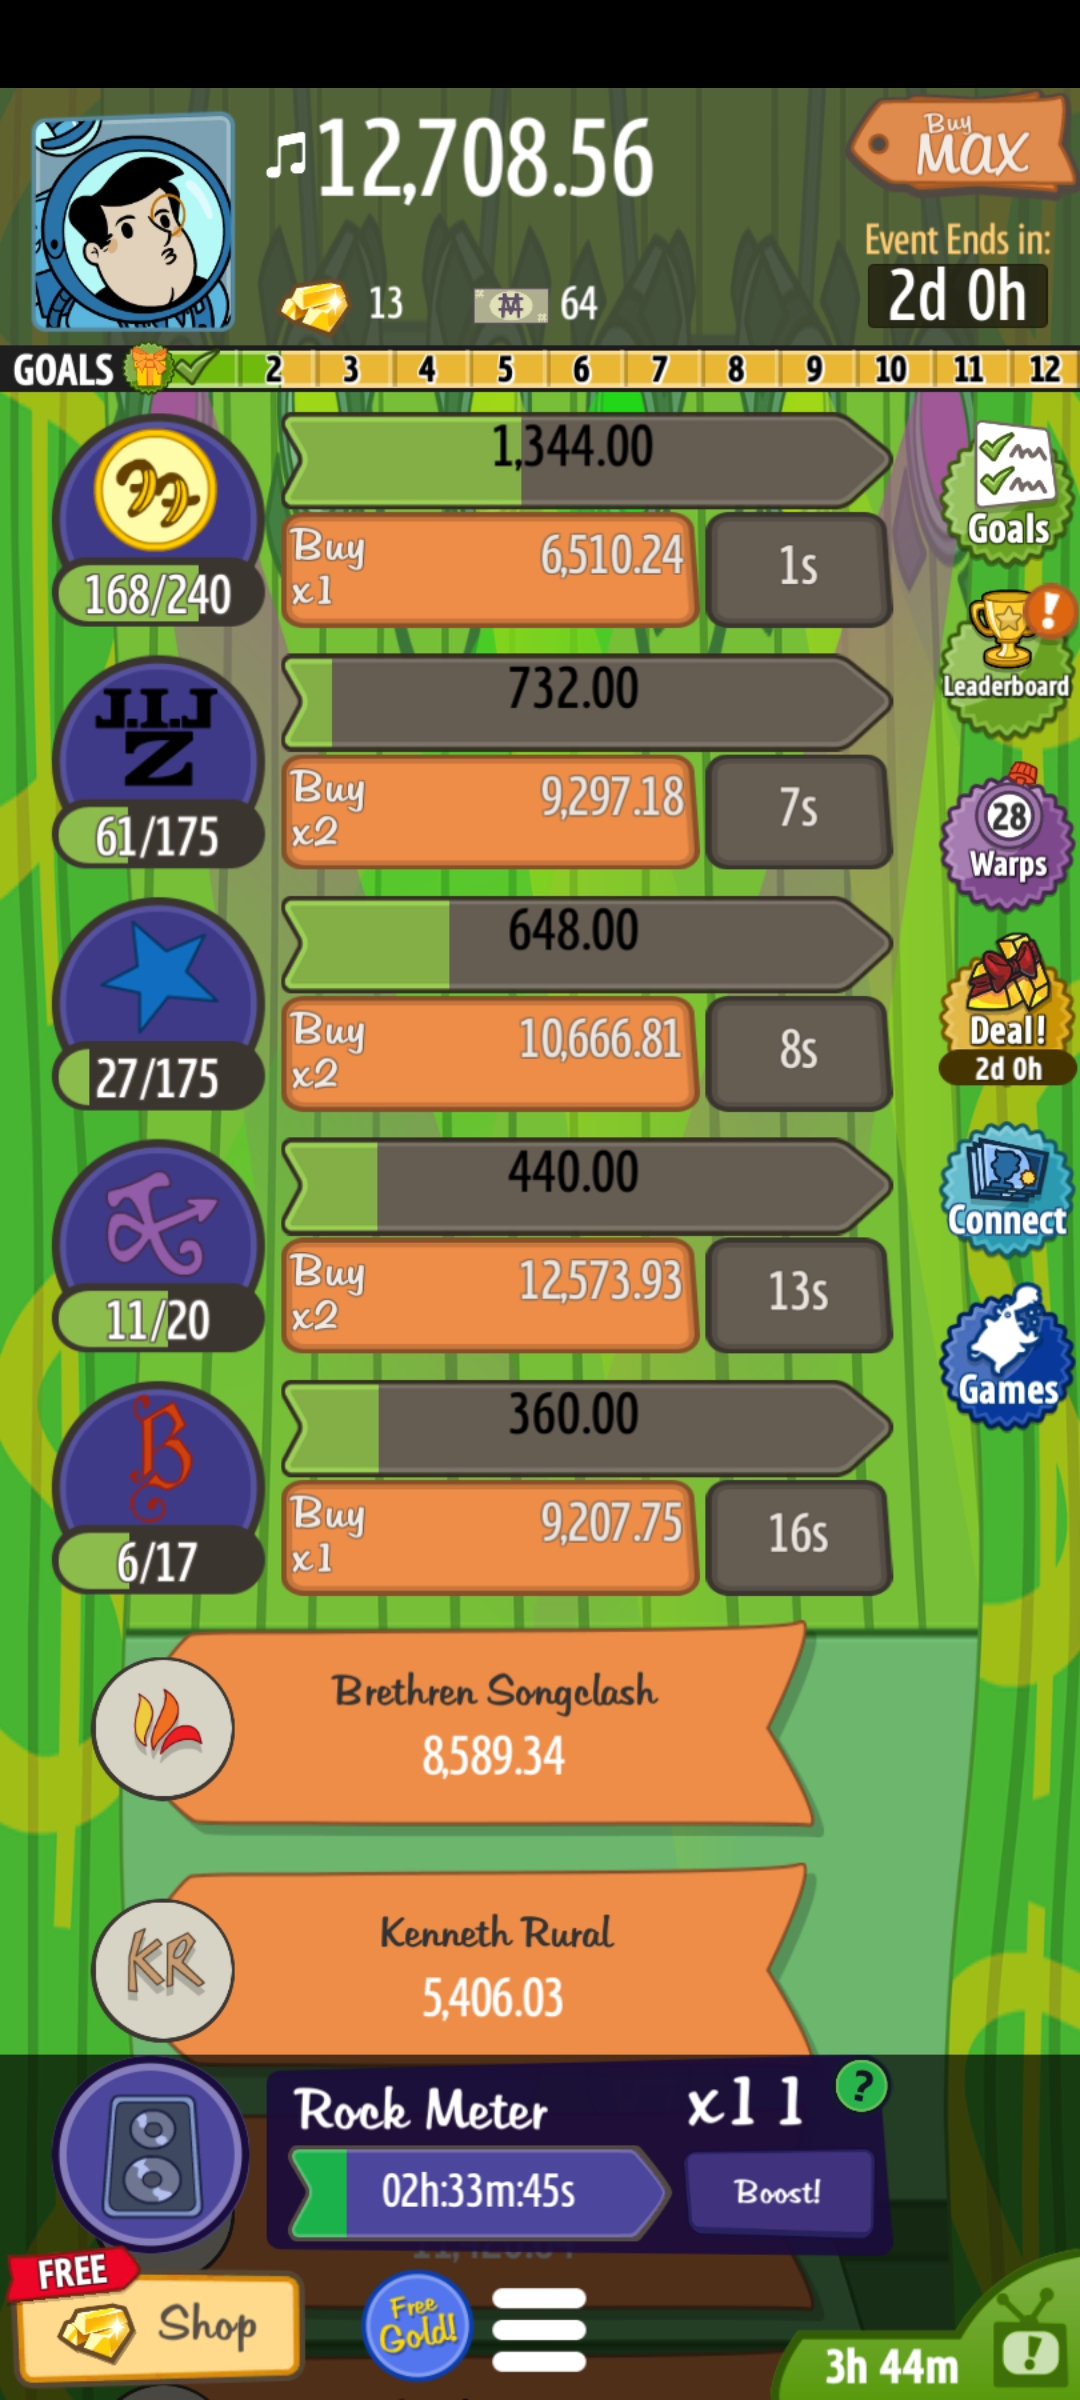 12,708.56
Buy
MAX
13
64
Event Ends in:
2d 0h
GOALS 2 3 4 5 6 7 8 9 10 11 12
1,344.00
Buy
x1
6,510.24
1s
168/240
Goals
Leaderboard
J.I.J
Z
732.00
Buy
x2
9,297.18
7s
61/175
28
Warps
648.00
Buy
x2
10,666.81
8s
27/175
Deal!
2d 0h
440.00
Buy
x2
12,573.93
13s
11/20
Connect
B
360.00
Buy
x1
9,207.75
16s
6/17
Games
Brethren Songclash
8,589.34
KR
Kenneth Rural
5,406.03
Rock Meter
x11
?
02h:33m:45s
Boost!
FREE
Shop
Free
Gold!
3h 44m